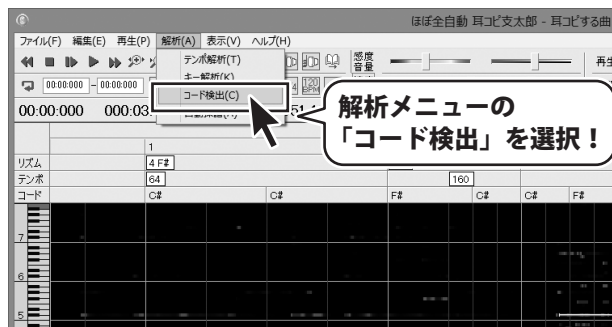 ほぼ全自動 耳コピ支太郎 - 耳コピする曲
ファイル(F) 編集(E) 再生(P) 解析(A) 表示(V) ヘルプ(H)
テンポ解析(T)
感度
音量
再生
キー解析(K)
00:00:000 - 00:00:000
120
BPM
コード検出(C)
00:00:000 000:03
解析メニューの
「コード検出」を選択！
1
リズム 4 F#
テンポ 64 160
コード C# C# F# C# C# F#
7
6
5